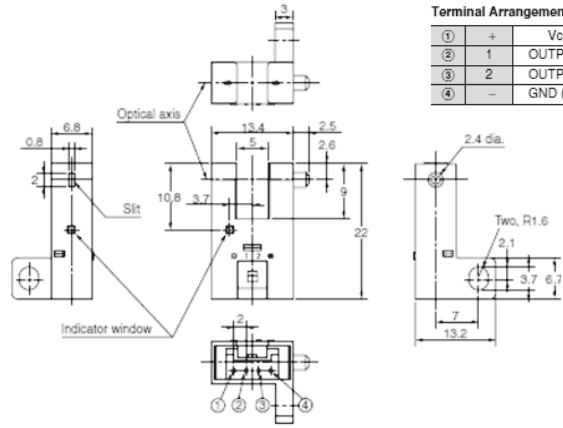 3
Terminal Arrangemen
① + Vc
② 1 OUTP
③ 2 OUTP
④ – GND (
Optical axis
6.8
0.8
2
Slit
13.4
2.5
5
2.6
10.8
3.7
9
22
2.4 dia.
Two, R1.6
2.1
3.7
6.7
7
13.2
1 2
Indicator window
2
① ② ③ ④